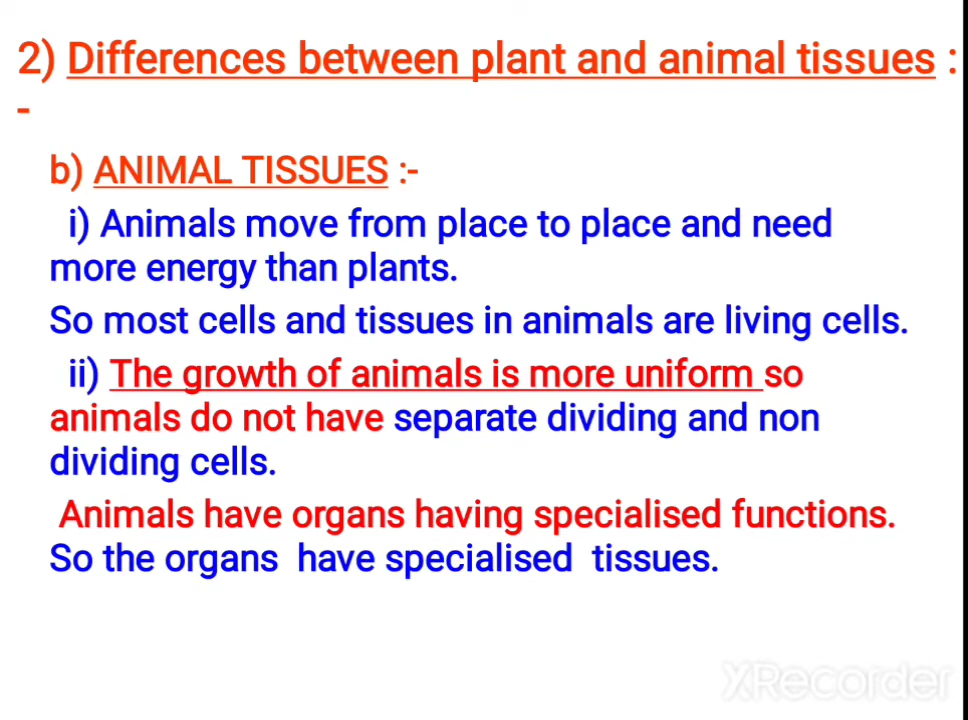 2) Differences between plant and animal tissues :
-
b) ANIMAL TISSUES :-
i) Animals move from place to place and need
more energy than plants.
So most cells and tissues in animals are living cells.
ii) The growth of animals is more uniform so
animals do not have separate dividing and non
dividing cells.
Animals have organs having specialised functions.
So the organs have specialised tissues.
XRecorder